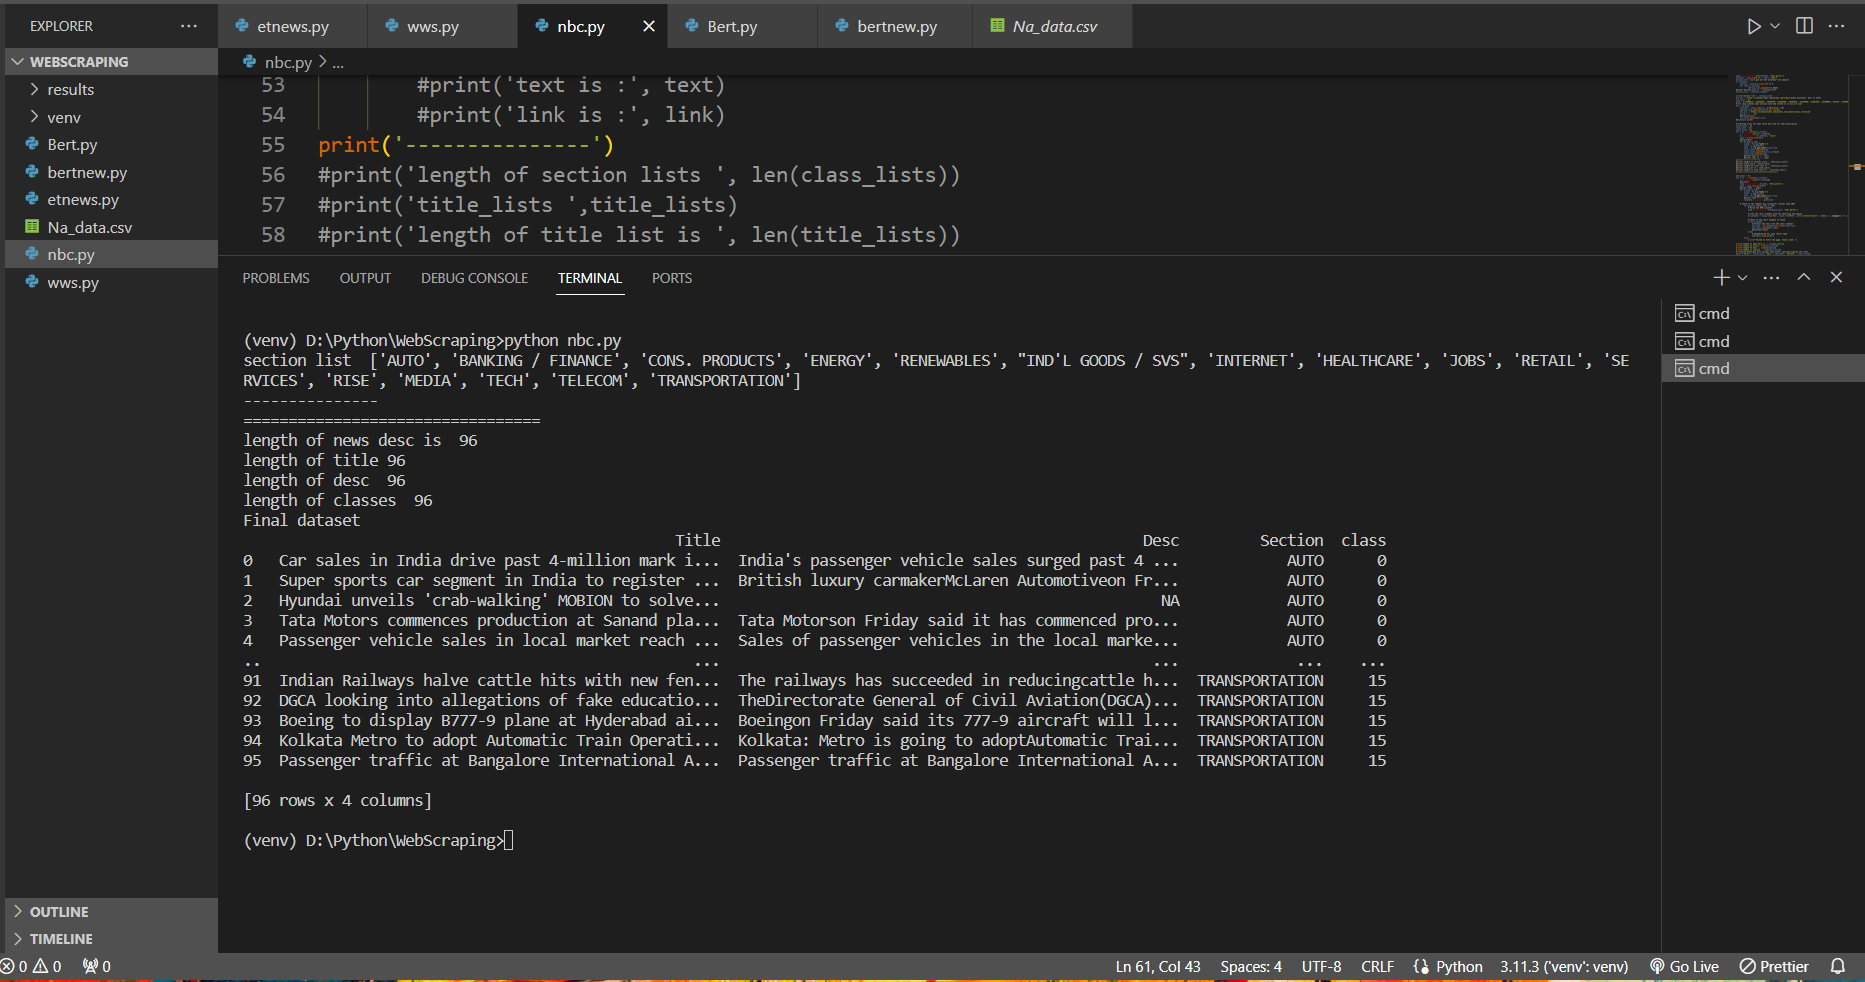 EXPLORER
etnews.py
wws.py
nbc.py
Bert.py
bertnew.py
Na_data.csv
WEBSCRAPING
results
venv
Bert.py
bertnew.py
etnews.py
Na_data.csv
nbc.py
wws.py
OUTLINE
TIMELINE
nbc.py > ...
53 #print('text is :', text)
54 #print('link is :', link)
55 print('---------------')
56 #print('length of section lists ', len(class_lists))
57 #print('title_lists ',title_lists)
58 #print('length of title list is ', len(title_lists))
PROBLEMS OUTPUT DEBUG CONSOLE TERMINAL PORTS
cmd
cmd
cmd
(venv) D:\Python\WebScraping>python nbc.py
section list  ['AUTO', 'BANKING / FINANCE', 'CONS. PRODUCTS', 'ENERGY', 'RENEWABLES', "IND'L GOODS / SVS", 'INTERNET', 'HEALTHCARE', 'JOBS', 'RETAIL', 'SE
RVICES', 'RISE', 'MEDIA', 'TECH', 'TELECOM', 'TRANSPORTATION']
---------------
=================================
length of news desc is  96
length of title 96
length of desc  96
length of classes  96
Final dataset
Title Desc Section class
0 Car sales in India drive past 4-million mark i... India's passenger vehicle sales surged past 4 ... AUTO 0
1 Super sports car segment in India to register ... British luxury carmakerMcLaren Automotiveon Fr... AUTO 0
2 Hyundai unveils 'crab-walking' MOBION to solve... NA AUTO 0
3 Tata Motors commences production at Sanand pla... Tata Motorson Friday said it has commenced pro... AUTO 0
4 Passenger vehicle sales in local market reach ... Sales of passenger vehicles in the local marke... AUTO 0
.. ... ... ... ...
91 Indian Railways halve cattle hits with new fen... The railways has succeeded in reducingcattle h... TRANSPORTATION 15
92 DGCA looking into allegations of fake educatio... TheDirectorate General of Civil Aviation(DGCA)... TRANSPORTATION 15
93 Boeing to display B777-9 plane at Hyderabad ai... Boeingon Friday said its 777-9 aircraft will l... TRANSPORTATION 15
94 Kolkata Metro to adopt Automatic Train Operati... Kolkata: Metro is going to adoptAutomatic Trai... TRANSPORTATION 15
95 Passenger traffic at Bangalore International A... Passenger traffic at Bangalore International A... TRANSPORTATION 15
[96 rows x 4 columns]
(venv) D:\Python\WebScraping>
0 0 0 Ln 61, Col 43 Spaces: 4 UTF-8 CRLF Python 3.11.3 ('venv': venv) Go Live Prettier